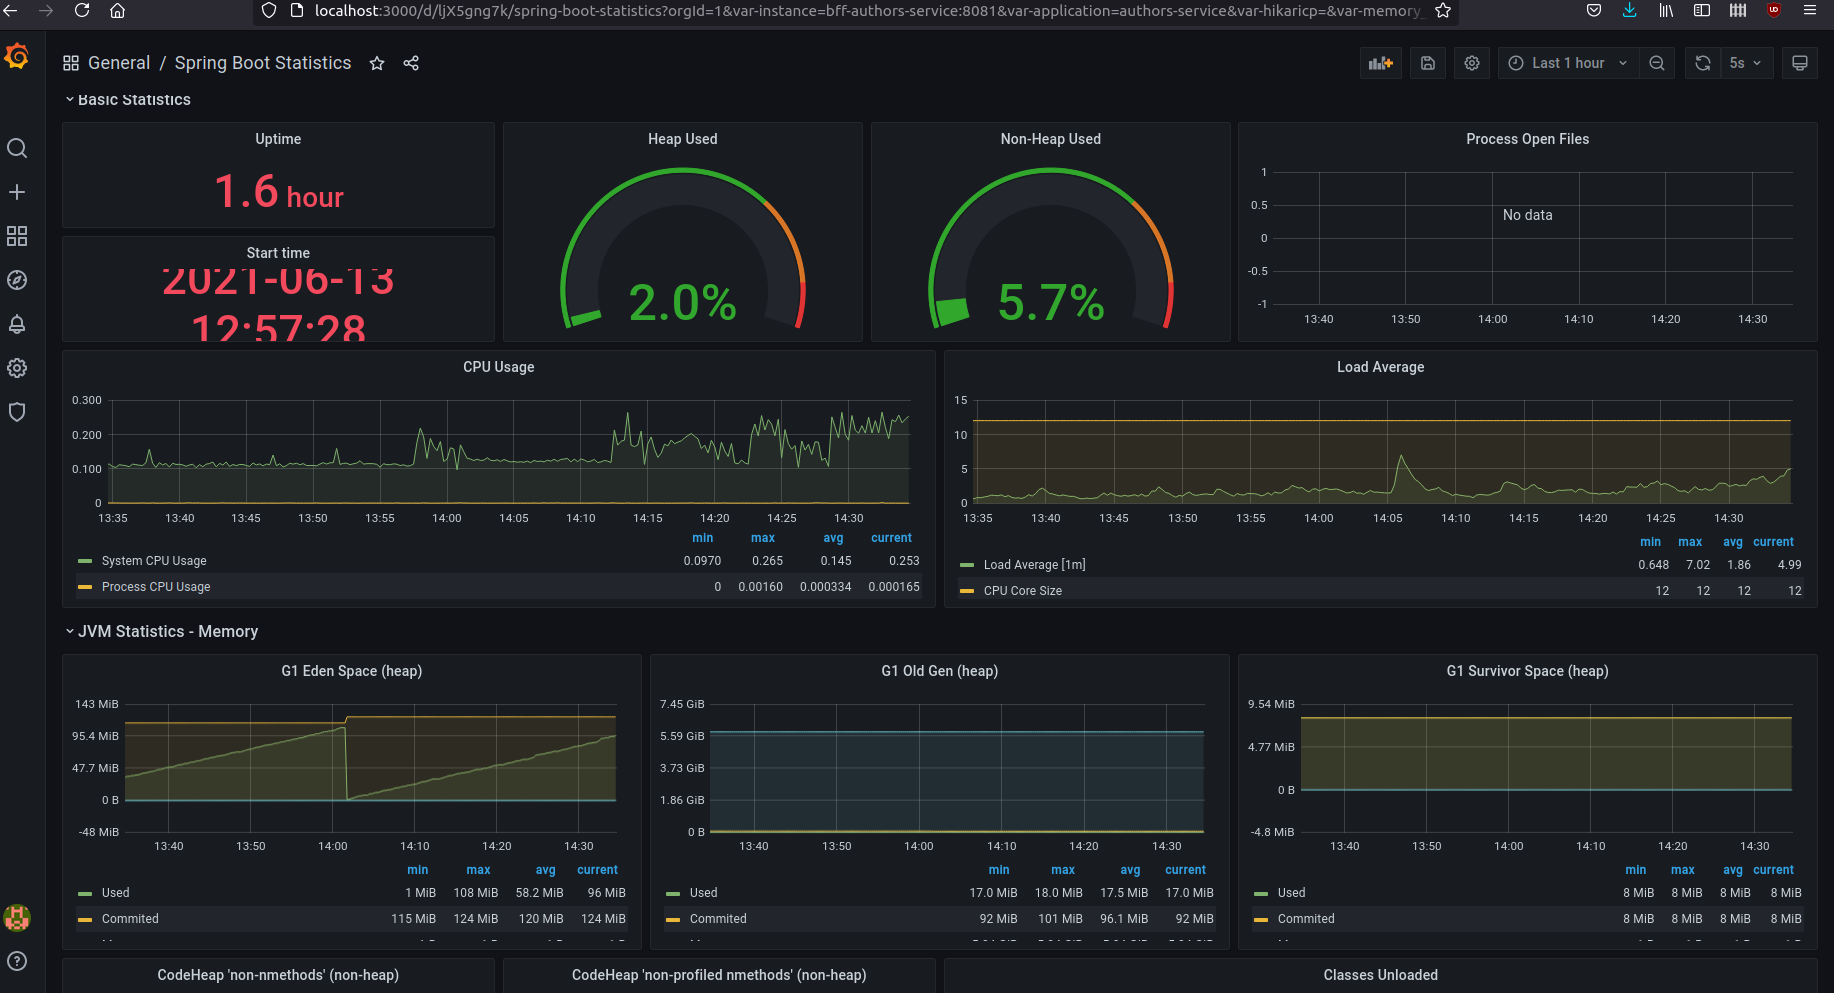 localhost:3000/d/ljX5gng7k/spring-boot-statistics?orgId=1&var-instance=bff-authors-service:8081&var-application=authors-service&var-hikaricp=&var-memory_
General / Spring Boot Statistics
Last 1 hour
5s
Basic Statistics
Uptime
1.6 hour
Start time
2021-06-13
12:57:28
Heap Used
2.0%
Non-Heap Used
5.7%
Process Open Files
1
0.5
0
-0.5
-1
No data
13:40 13:50 14:00 14:10 14:20 14:30
CPU Usage
0.300
0.200
0.100
0
13:35 13:40 13:45 13:50 13:55 14:00 14:05 14:10 14:15 14:20 14:25 14:30
min max avg current
System CPU Usage 0.0970 0.265 0.145 0.253
Process CPU Usage 0 0.00160 0.000334 0.000165
Load Average
15
10
5
0
13:35 13:40 13:45 13:50 13:55 14:00 14:05 14:10 14:15 14:20 14:25 14:30
min max avg current
Load Average [1m] 0.648 7.02 1.86 4.99
CPU Core Size 12 12 12 12
JVM Statistics - Memory
G1 Eden Space (heap)
143 MiB
95.4 MiB
47.7 MiB
0 B
-48 MiB
13:40 13:50 14:00 14:10 14:20 14:30
min max avg current
Used 1 MiB 108 MiB 58.2 MiB 96 MiB
Commited 115 MiB 124 MiB 120 MiB 124 MiB
G1 Old Gen (heap)
7.45 GiB
5.59 GiB
3.73 GiB
1.86 GiB
0 B
13:40 13:50 14:00 14:10 14:20 14:30
min max avg current
Used 17.0 MiB 18.0 MiB 17.5 MiB 17.0 MiB
Commited 92 MiB 101 MiB 96.1 MiB 92 MiB
G1 Survivor Space (heap)
9.54 MiB
4.77 MiB
0 B
-4.8 MiB
13:40 13:50 14:00 14:10 14:20 14:30
min max avg current
Used 8 MiB 8 MiB 8 MiB 8 MiB
Commited 8 MiB 8 MiB 8 MiB 8 MiB
CodeHeap 'non-nmethods' (non-heap)
CodeHeap 'non-profiled nmethods' (non-heap)
Classes Unloaded